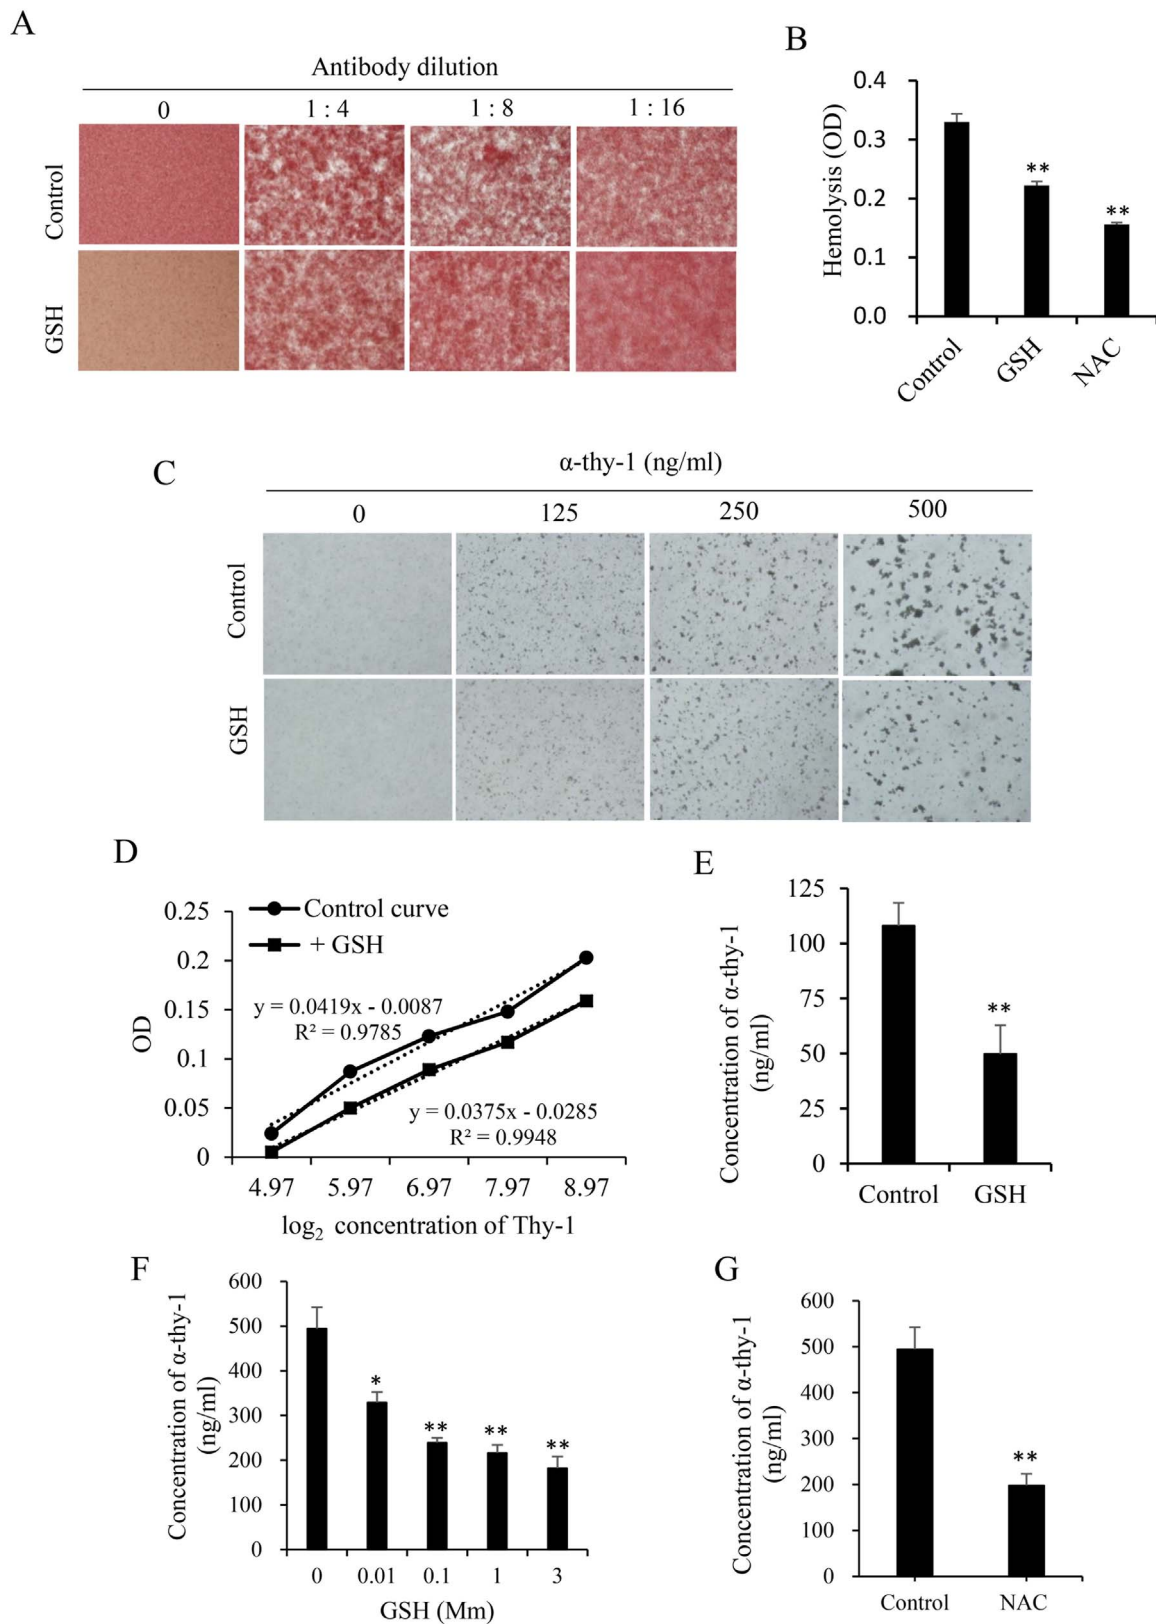 A
Antibody dilution
0 1 : 4 1 : 8 1 : 16
Control
GSH
B
Hemolysis (OD)
0.4
0.3
0.2
0.1
0.0
**
**
Control GSH NAC
C
α-thy-1 (ng/ml)
0 125 250 500
Control
GSH
D
OD
0.25
0.2
0.15
0.1
0.05
0
Control curve
+ GSH
y = 0.0419x - 0.0087
R² = 0.9785
y = 0.0375x - 0.0285
R² = 0.9948
4.97 5.97 6.97 7.97 8.97
log₂ concentration of Thy-1
E
Concentration of α-thy-1
(ng/ml)
125
100
75
50
25
0
**
Control GSH
F
Concentration of α-thy-1
(ng/ml)
600
500
400
300
200
100
0
*
**
**
**
0 0.01 0.1 1 3
GSH (Mm)
G
Concentration of α-thy-1
(ng/ml)
600
500
400
300
200
100
0
**
Control NAC